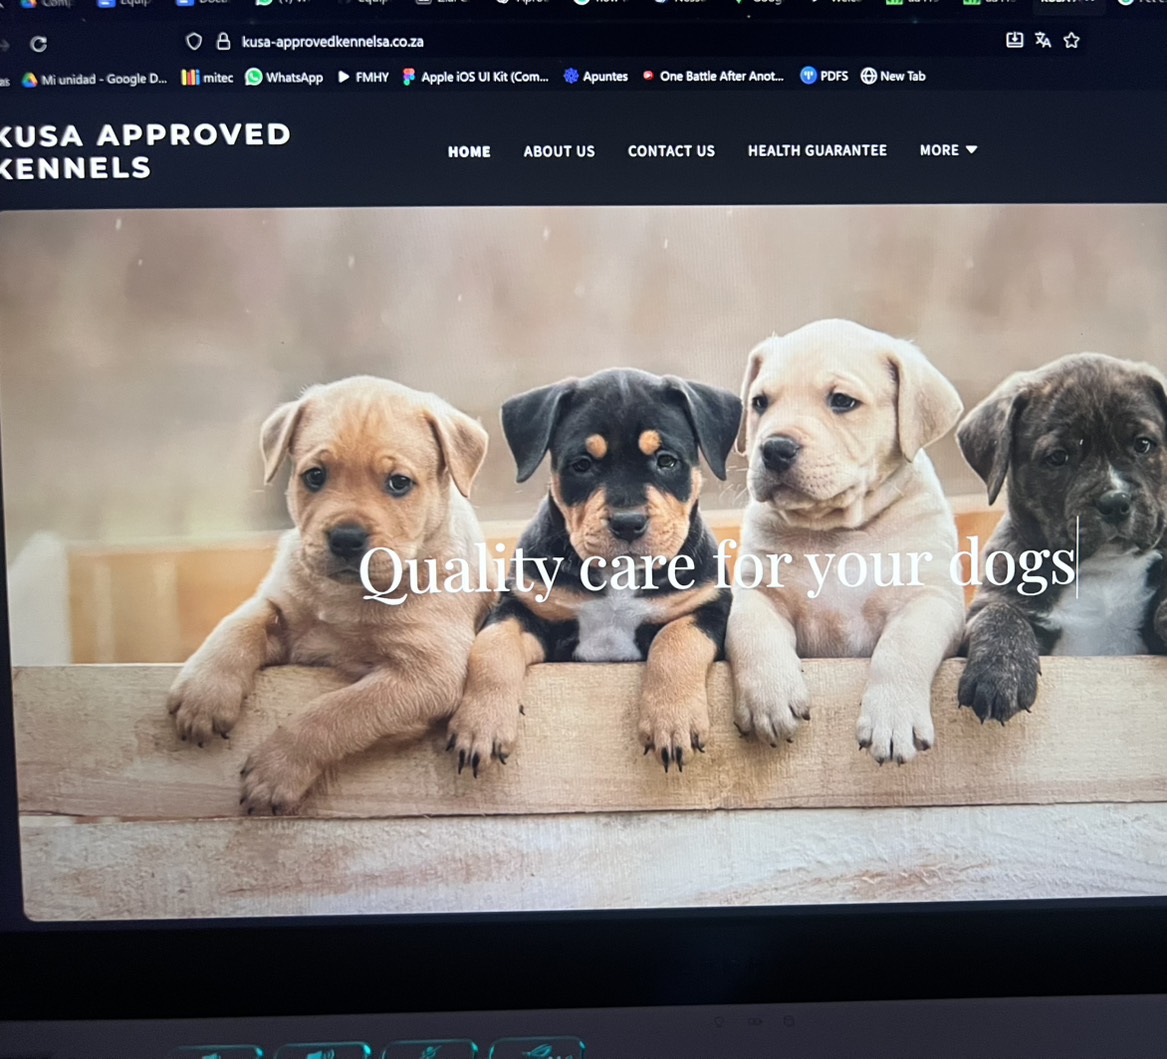 kusa-approvedkennelsa.co.za
Mi unidad - Google D... mitec WhatsApp FMHY Apple iOS UI Kit (Com... Apuntes One Battle After Anot... PDFS New Tab
KUSA APPROVED
KENNELS
HOME ABOUT US CONTACT US HEALTH GUARANTEE MORE
Quality care for your dogs